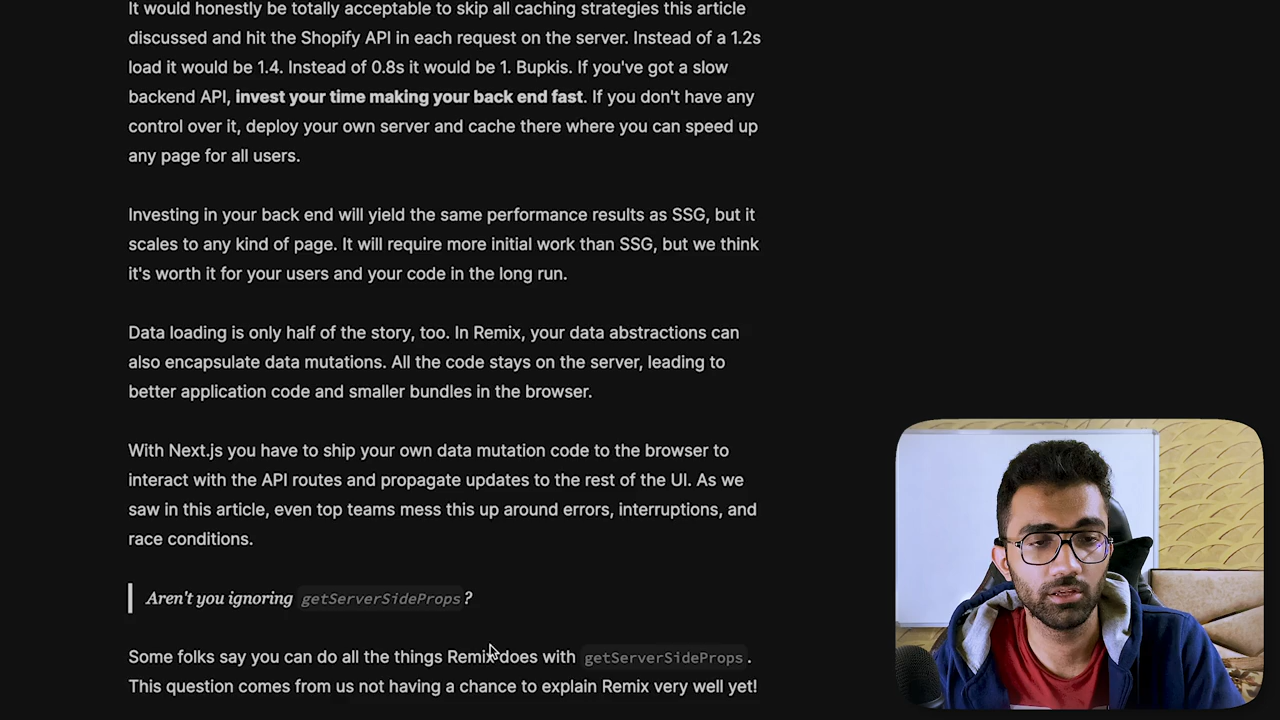 It would honestly be totally acceptable to skip all caching strategies this article
discussed and hit the Shopify API in each request on the server. Instead of a 1.2s
load it would be 1.4. Instead of 0.8s it would be 1. Bupkis. If you've got a slow
backend API, invest your time making your back end fast. If you don't have any
control over it, deploy your own server and cache there where you can speed up
any page for all users.
Investing in your back end will yield the same performance results as SSG, but it
scales to any kind of page. It will require more initial work than SSG, but we think
it's worth it for your users and your code in the long run.
Data loading is only half of the story, too. In Remix, your data abstractions can
also encapsulate data mutations. All the code stays on the server, leading to
better application code and smaller bundles in the browser.
With Next.js you have to ship your own data mutation code to the browser to
interact with the API routes and propagate updates to the rest of the UI. As we
saw in this article, even top teams mess this up around errors, interruptions, and
race conditions.
Aren't you ignoring getServerSideProps?
Some folks say you can do all the things Remix does with getServerSideProps.
This question comes from us not having a chance to explain Remix very well yet!